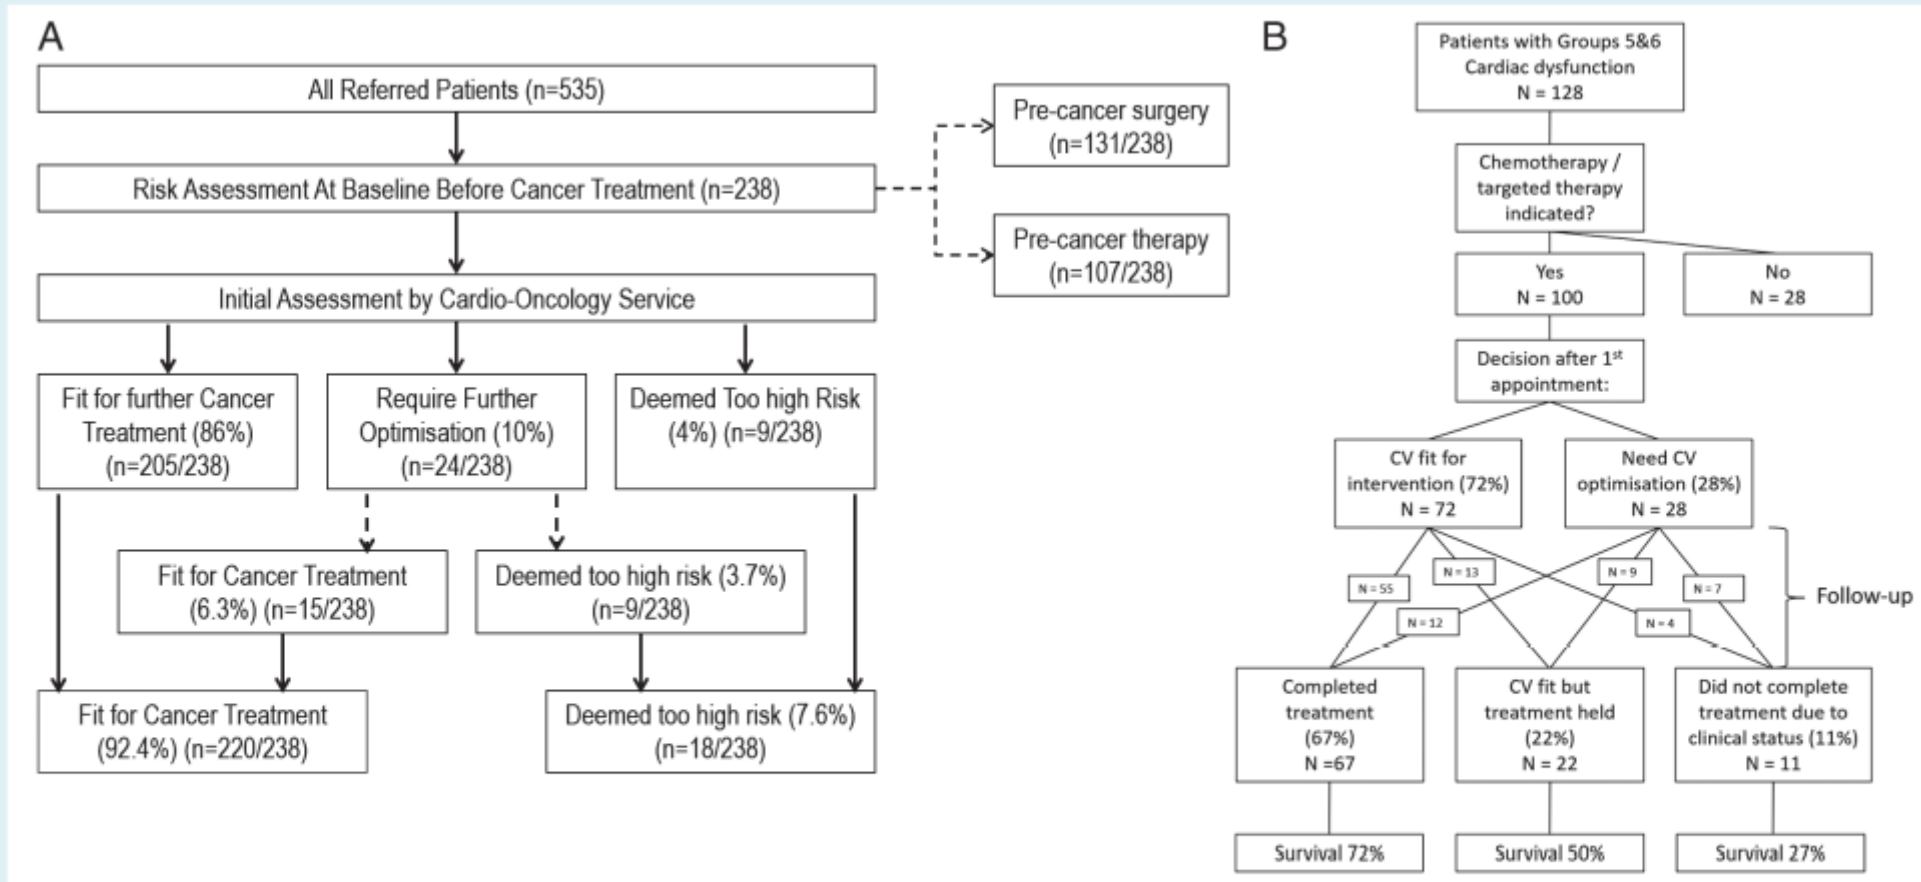 A
All Referred Patients (n=535)
Risk Assessment At Baseline Before Cancer Treatment (n=238)
Pre-cancer surgery
(n=131/238)
Pre-cancer therapy
(n=107/238)
Initial Assessment by Cardio-Oncology Service
Fit for further Cancer
Treatment (86%)
(n=205/238)
Require Further
Optimisation (10%)
(n=24/238)
Deemed Too high Risk
(4%) (n=9/238)
Fit for Cancer Treatment
(6.3%) (n=15/238)
Deemed too high risk (3.7%)
(n=9/238)
Fit for Cancer Treatment
(92.4%) (n=220/238)
Deemed too high risk (7.6%)
(n=18/238)
B
Patients with Groups 5&6
Cardiac dysfunction
N = 128
Chemotherapy /
targeted therapy
indicated?
Yes
N = 100
No
N = 28
Decision after 1st
appointment:
CV fit for
intervention (72%)
N = 72
Need CV
optimisation (28%)
N = 28
N = 55
N = 13
N = 9
N = 7
N = 12
N = 4
Follow-up
Completed
treatment
(67%)
N =67
CV fit but
treatment held
(22%)
N = 22
Did not complete
treatment due to
clinical status (11%)
N = 11
Survival 72%
Survival 50%
Survival 27%